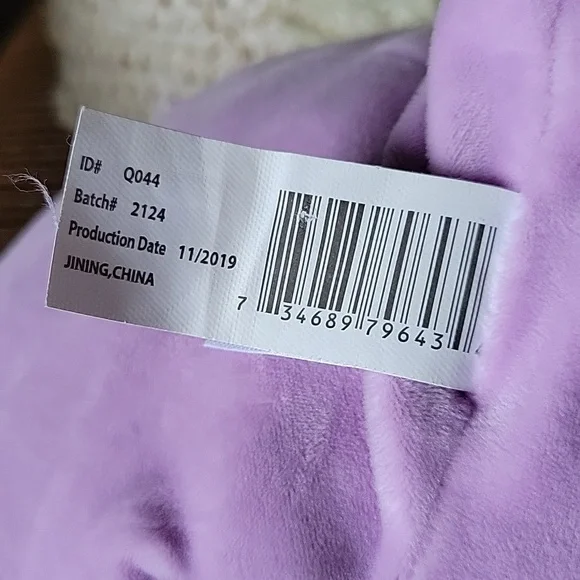 ID# Q044
Batch# 2124
Production Date 11/2019
JINING,CHINA
7 34689 79643